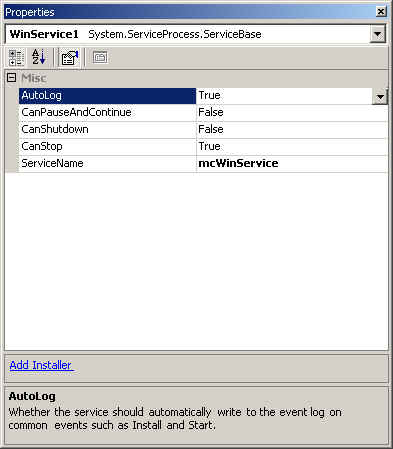 Properties
WinService1 System.ServiceProcess.ServiceBase
Misc
AutoLog True
CanPauseAndContinue False
CanShutdown False
CanStop True
ServiceName mcWinService
Add Installer
AutoLog
Whether the service should automatically write to the event log on
common events such as Install and Start.